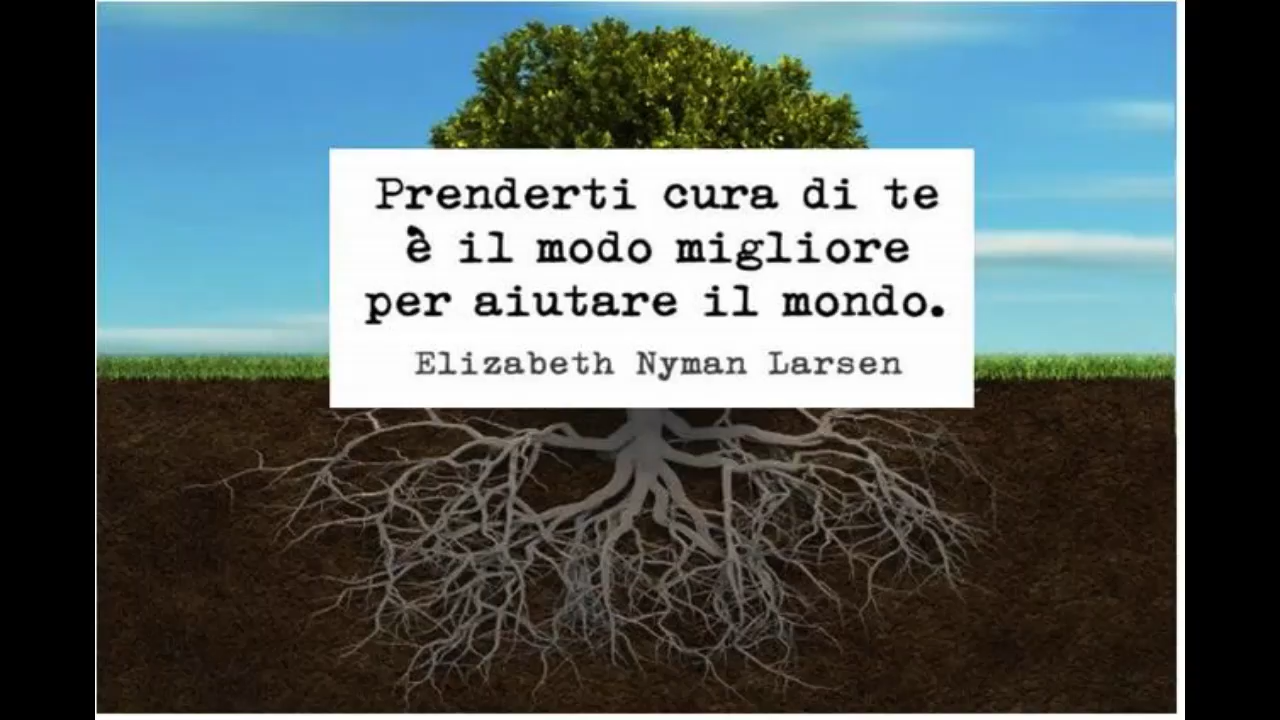 Prenderti cura di te
è il modo migliore
per aiutare il mondo.
Elizabeth Nyman Larsen